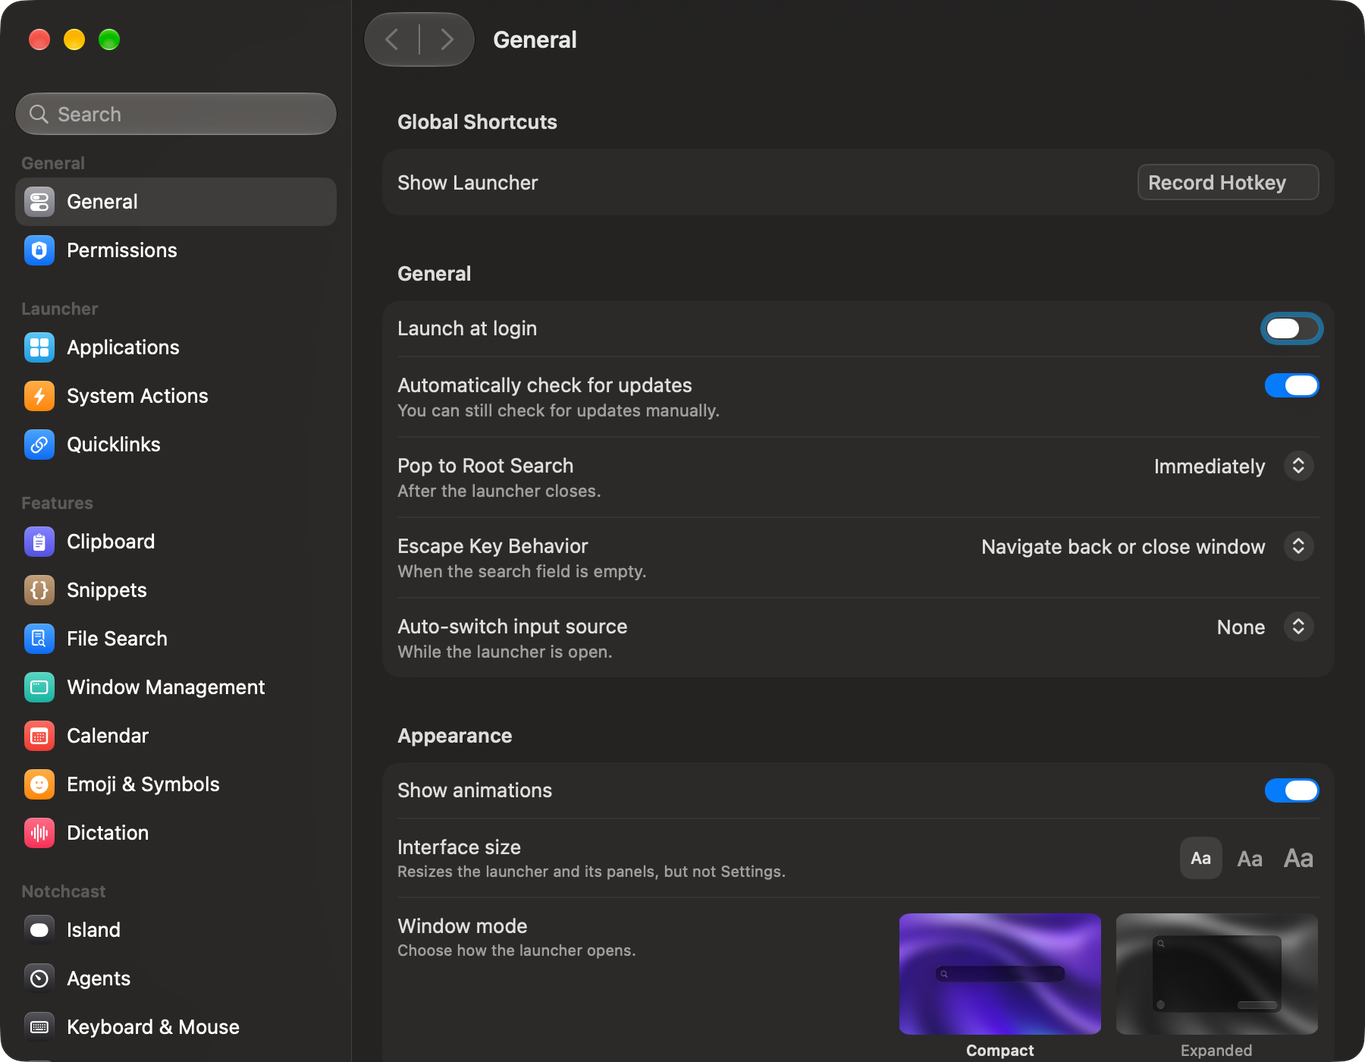 General
Search
General
General
Permissions
Launcher
Applications
System Actions
Quicklinks
Features
Clipboard
Snippets
File Search
Window Management
Calendar
Emoji & Symbols
Dictation
Notchcast
Island
Agents
Keyboard & Mouse
Global Shortcuts
Show Launcher
Record Hotkey
General
Launch at login
Automatically check for updates
You can still check for updates manually.
Pop to Root Search
After the launcher closes.
Immediately
Escape Key Behavior
When the search field is empty.
Navigate back or close window
Auto-switch input source
While the launcher is open.
None
Appearance
Show animations
Interface size
Resizes the launcher and its panels, but not Settings.
Aa Aa Aa
Window mode
Choose how the launcher opens.
Compact
Expanded